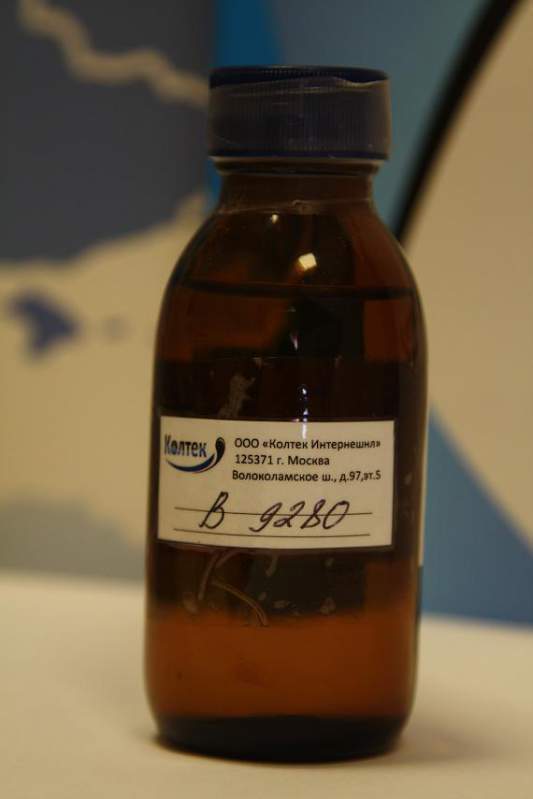 Колтек
ООО «Колтек Интернешнл»
125371 г. Москва
Волоколамское ш., д.97,эт.5
В 9280